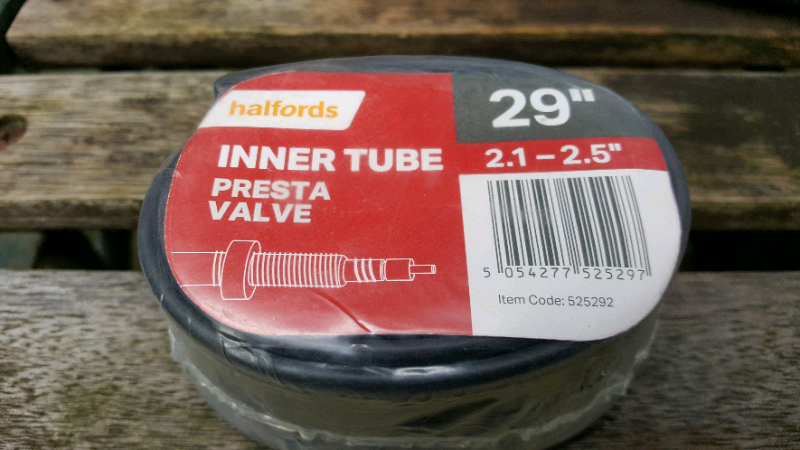 halfords
29"
INNER TUBE
2.1 – 2.5"
PRESTA
VALVE
5 054277 525297
Item Code: 525292